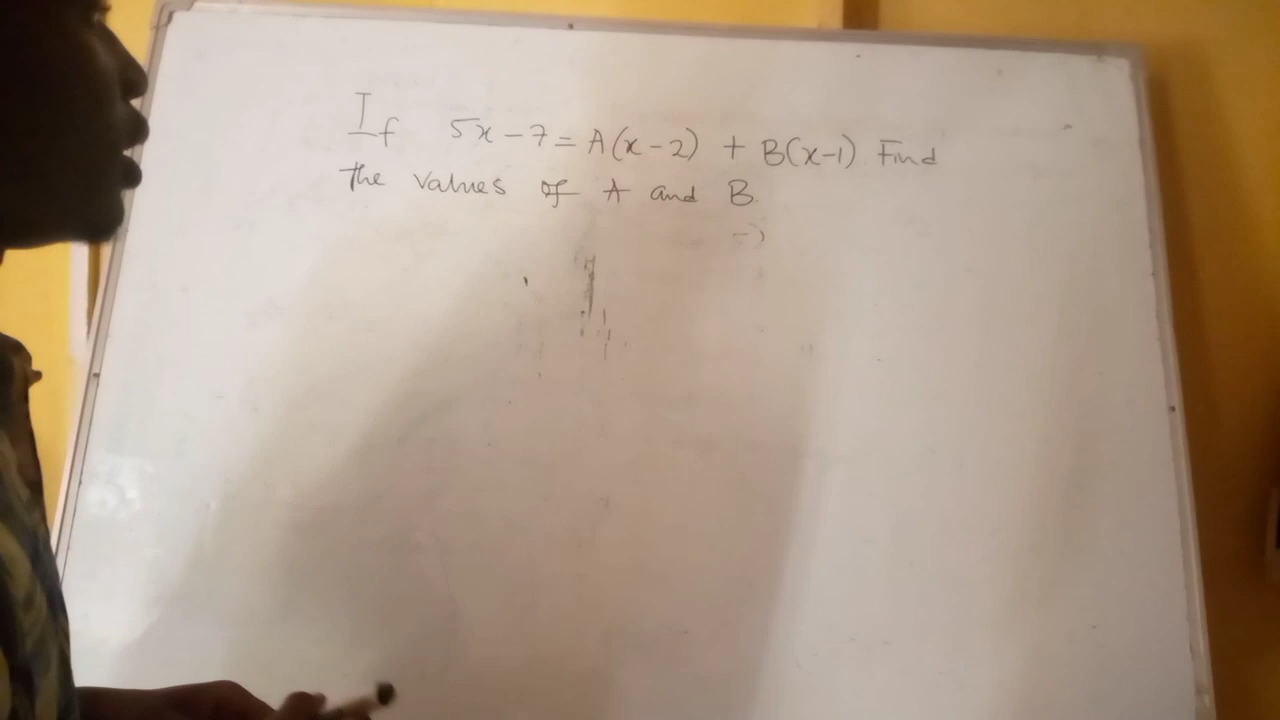 If 5x - 7 = A(x - 2) + B(x-1) Find
the values of A and B.